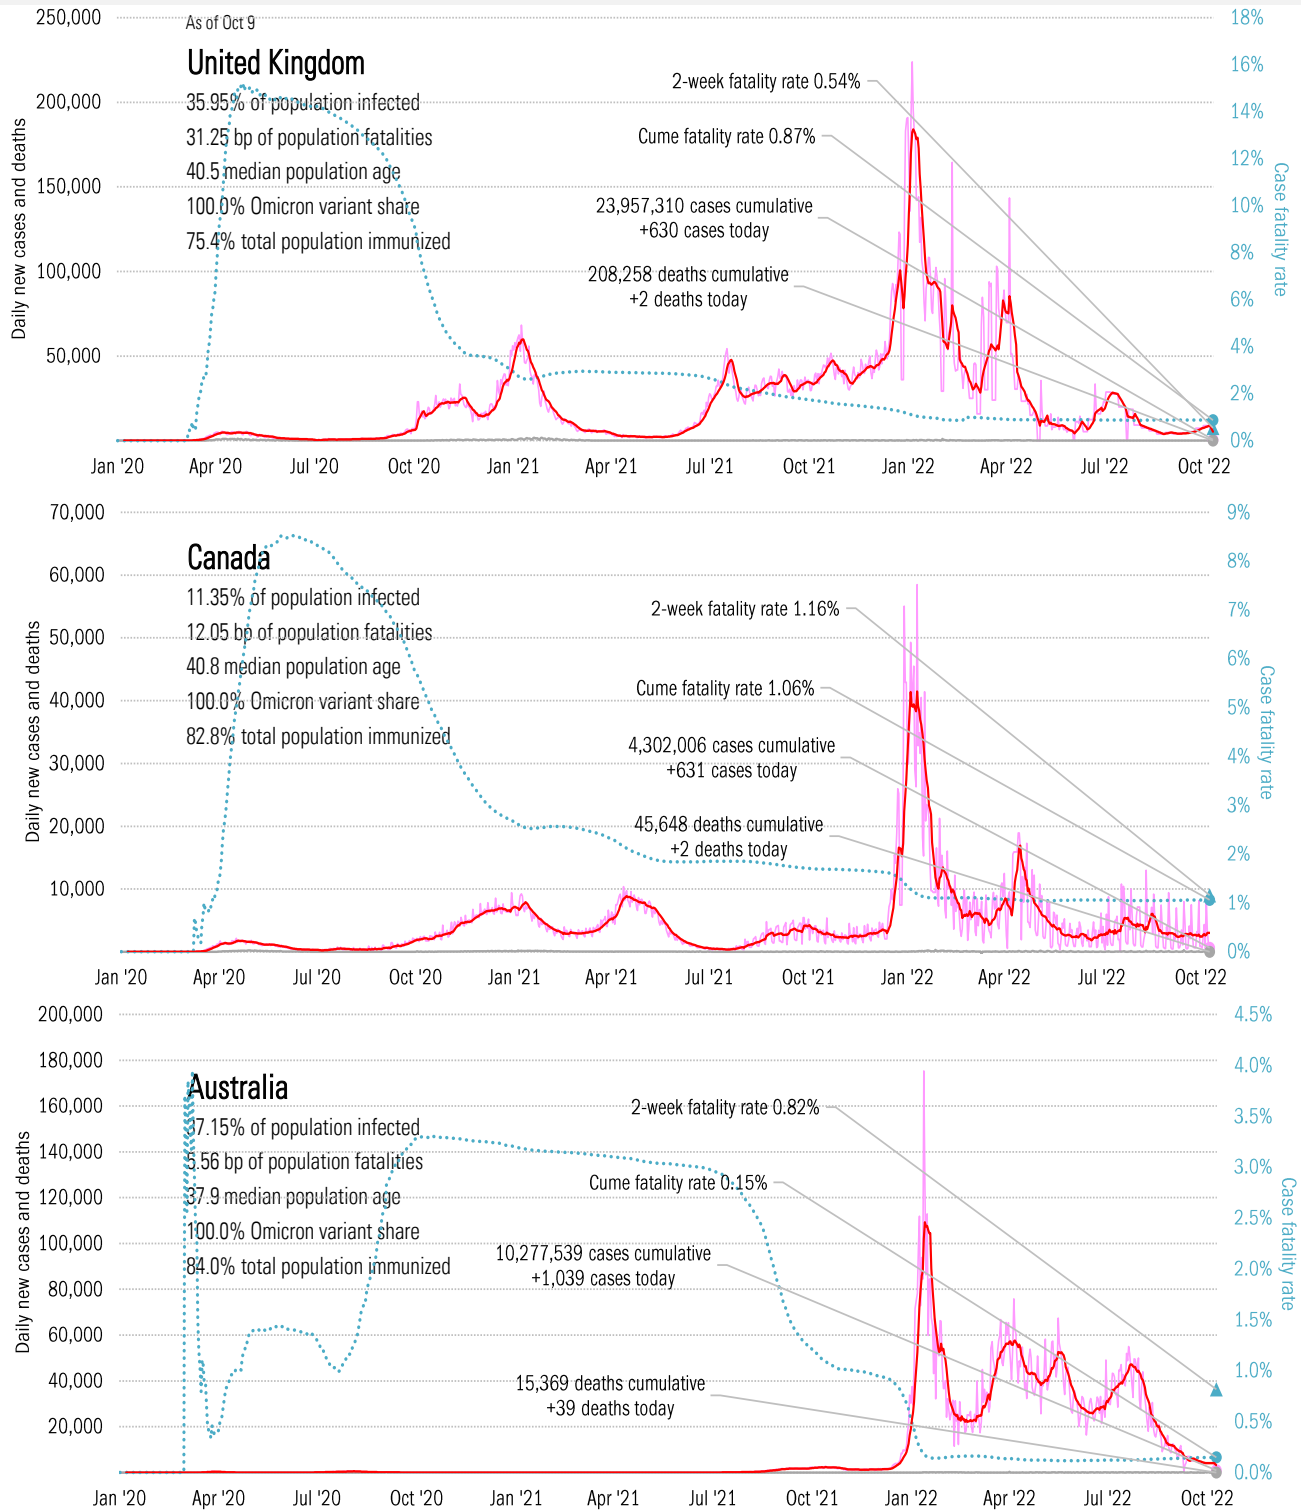 As of Oct 9
United Kingdom
35.95% of population infected
31.25 bp of population fatalities
40.5 median population age
100.0% Omicron variant share
75.4% total population immunized
2-week fatality rate 0.54%
Cume fatality rate 0.87%
23,957,310 cases cumulative
+630 cases today
208,258 deaths cumulative
+2 deaths today
Daily new cases and deaths
250,000
200,000
150,000
100,000
50,000
Case fatality rate
18%
16%
14%
12%
10%
8%
6%
4%
2%
0%
Jan '20 Apr '20 Jul '20 Oct '20 Jan '21 Apr '21 Jul '21 Oct '21 Jan '22 Apr '22 Jul '22 Oct '22
Canada
11.35% of population infected
12.05 bp of population fatalities
40.8 median population age
100.0% Omicron variant share
82.8% total population immunized
2-week fatality rate 1.16%
Cume fatality rate 1.06%
4,302,006 cases cumulative
+631 cases today
45,648 deaths cumulative
+2 deaths today
Daily new cases and deaths
70,000
60,000
50,000
40,000
30,000
20,000
10,000
Case fatality rate
9%
8%
7%
6%
5%
4%
3%
2%
1%
0%
Jan '20 Apr '20 Jul '20 Oct '20 Jan '21 Apr '21 Jul '21 Oct '21 Jan '22 Apr '22 Jul '22 Oct '22
Australia
37.15% of population infected
5.56 bp of population fatalities
37.9 median population age
100.0% Omicron variant share
84.0% total population immunized
2-week fatality rate 0.82%
Cume fatality rate 0.15%
10,277,539 cases cumulative
+1,039 cases today
15,369 deaths cumulative
+39 deaths today
Daily new cases and deaths
200,000
180,000
160,000
140,000
120,000
100,000
80,000
60,000
40,000
20,000
Case fatality rate
4.5%
4.0%
3.5%
3.0%
2.5%
2.0%
1.5%
1.0%
0.5%
0.0%
Jan '20 Apr '20 Jul '20 Oct '20 Jan '21 Apr '21 Jul '21 Oct '21 Jan '22 Apr '22 Jul '22 Oct '22